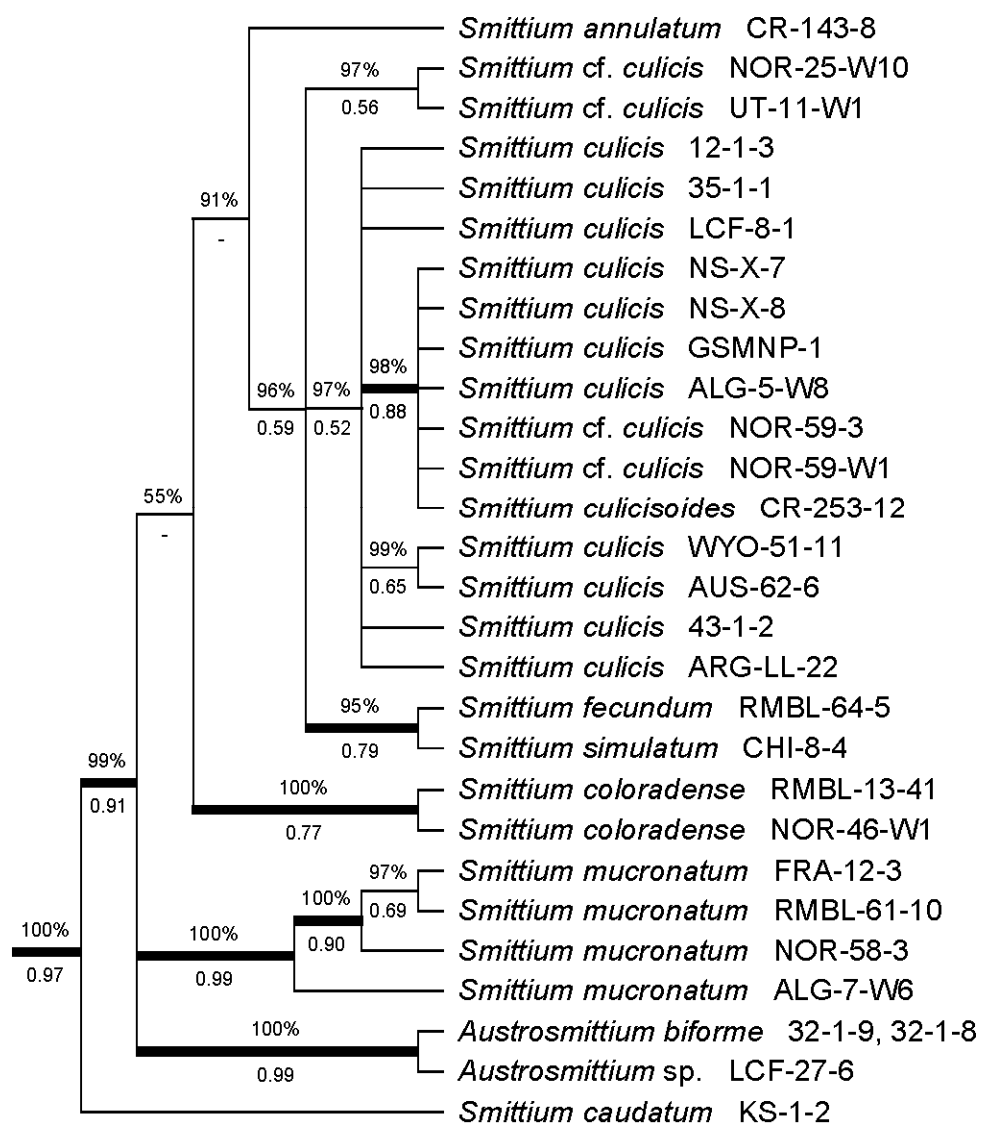 Smittium annulatum CR-143-8
97%
Smittium cf. culicis NOR-25-W10
0.56
Smittium cf. culicis UT-11-W1
Smittium culicis 12-1-3
Smittium culicis 35-1-1
91%
-
Smittium culicis LCF-8-1
Smittium culicis NS-X-7
Smittium culicis NS-X-8
Smittium culicis GSMNP-1
98%
96% 97%
Smittium culicis ALG-5-W8
0.88
0.59 0.52
Smittium cf. culicis NOR-59-3
Smittium cf. culicis NOR-59-W1
55%
-
Smittium culicisoides CR-253-12
99%
Smittium culicis WYO-51-11
0.65
Smittium culicis AUS-62-6
Smittium culicis 43-1-2
Smittium culicis ARG-LL-22
95%
Smittium fecundum RMBL-64-5
0.79
Smittium simulatum CHI-8-4
99%
0.91
100%
Smittium coloradense RMBL-13-41
0.77
Smittium coloradense NOR-46-W1
97%
Smittium mucronatum FRA-12-3
100%
0.69
Smittium mucronatum RMBL-61-10
0.90
100%
100%
Smittium mucronatum NOR-58-3
0.97
0.99
Smittium mucronatum ALG-7-W6
100%
Austrosmittium biforme 32-1-9, 32-1-8
0.99
Austrosmittium sp. LCF-27-6
Smittium caudatum KS-1-2